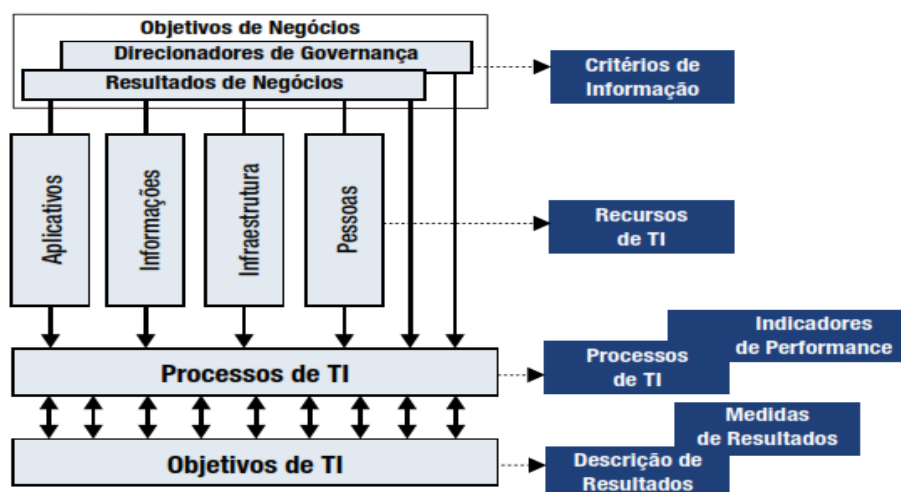 Objetivos de Negócios
Direcionadores de Governança
Resultados de Negócios
Critérios de
Informação
Aplicativos
Informações
Infraestrutura
Pessoas
Recursos
de TI
Indicadores
de Performance
Processos de TI
Processos
de TI
Medidas
de Resultados
Objetivos de TI
Descrição de
Resultados